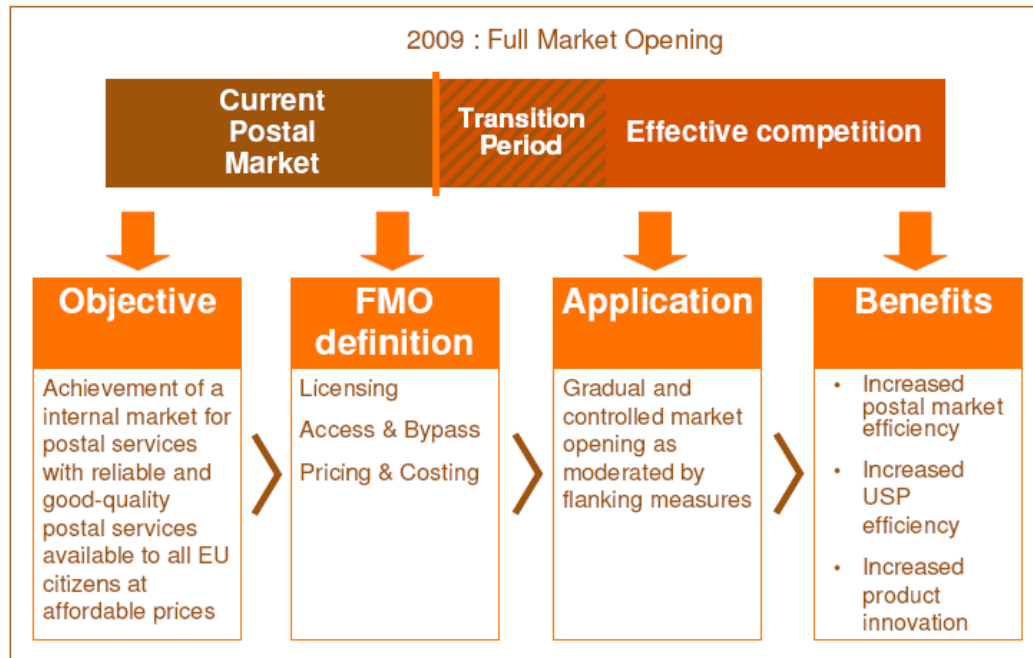 2009 : Full Market Opening
Current
Postal
Market
Transition
Period
Effective competition
Objective
Achievement of a
internal market for
postal services
with reliable and
good-quality
postal services
available to all EU
citizens at
affordable prices
FMO
definition
Licensing
Access & Bypass
Pricing & Costing
Application
Gradual and
controlled market
opening as
moderated by
flanking measures
Benefits
• Increased
postal market
efficiency
• Increased
USP
efficiency
• Increased
product
innovation